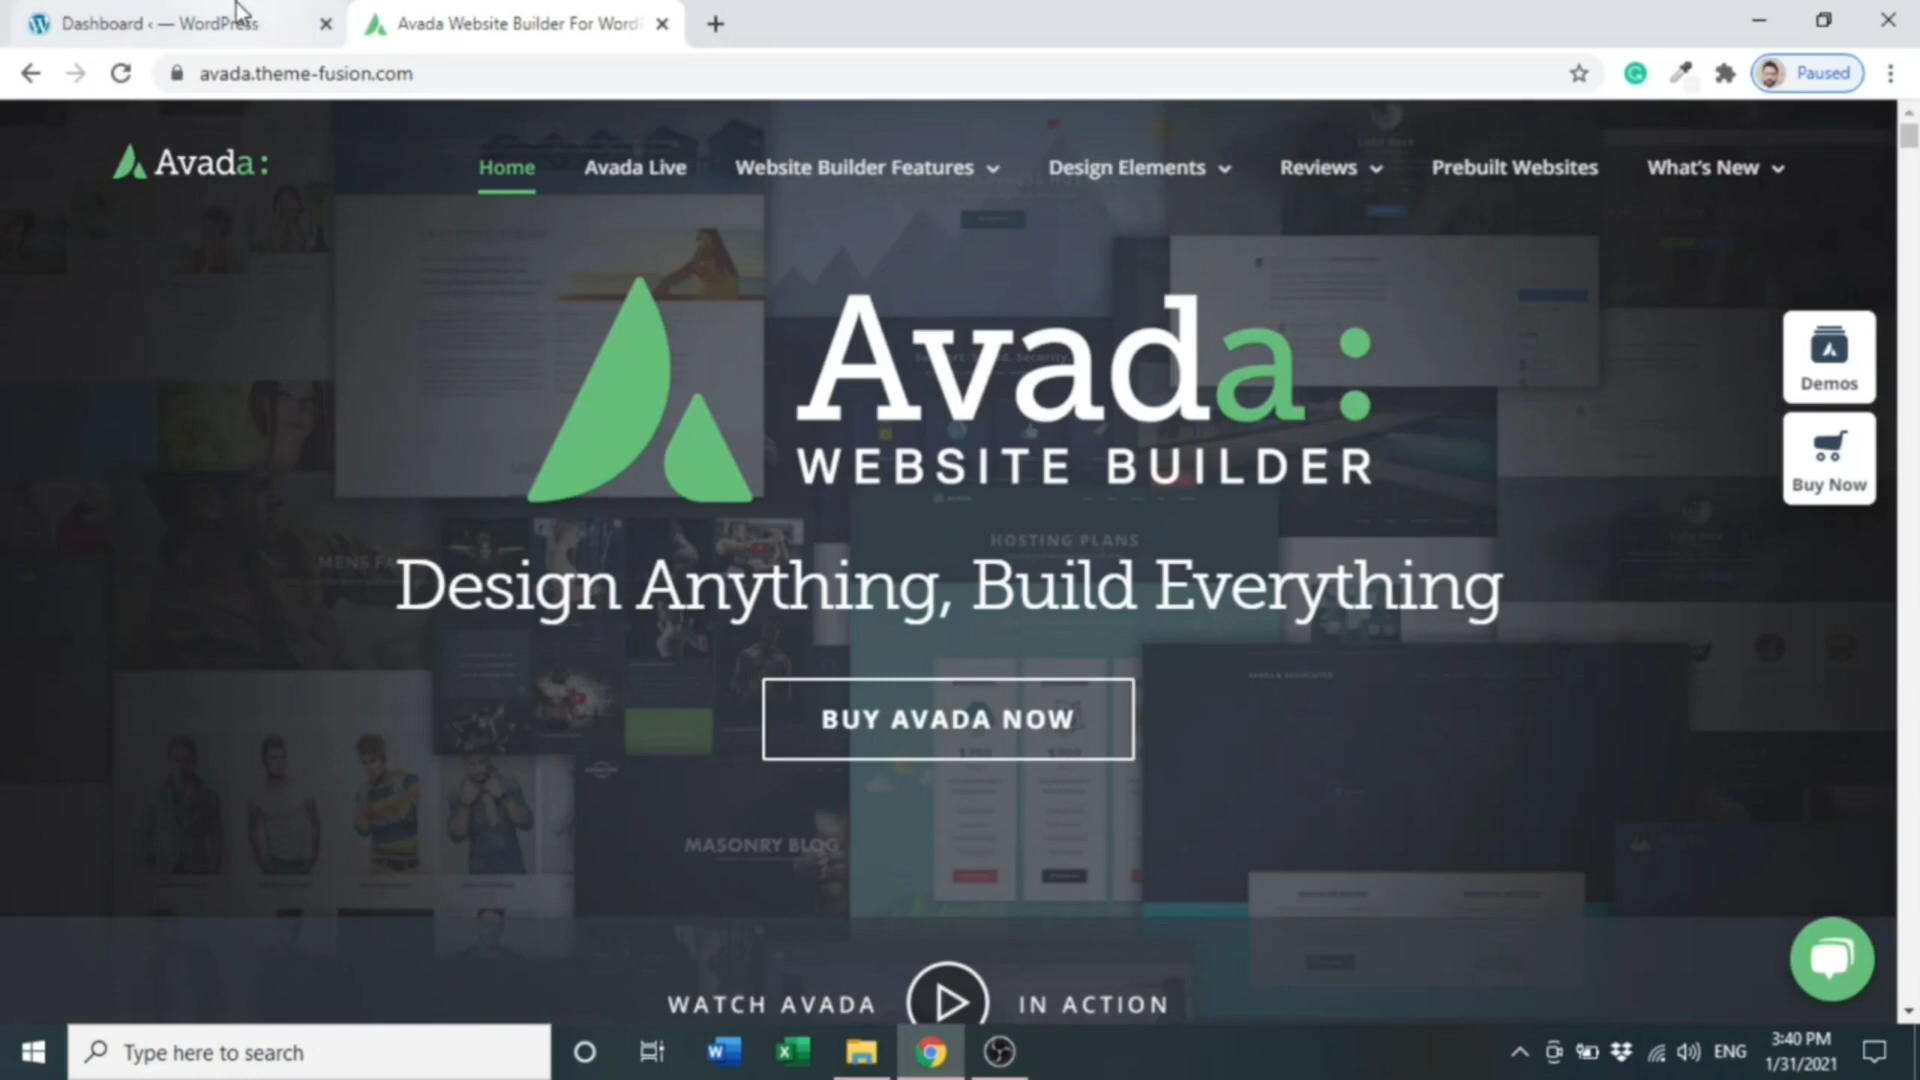 Dashboard ‹ — WordPress
Avada Website Builder For Word
avada.theme-fusion.com
Paused
Avada:
Home
Avada Live
Website Builder Features
Design Elements
Reviews
Prebuilt Websites
What's New
Avada:
WEBSITE BUILDER
Demos
Buy Now
HOSTING PLANS
MENS FA
Design Anything, Build Everything
BUY AVADA NOW
MASONRY BLOG
WATCH AVADA
IN ACTION
Type here to search
ENG
3:40 PM
1/31/2021